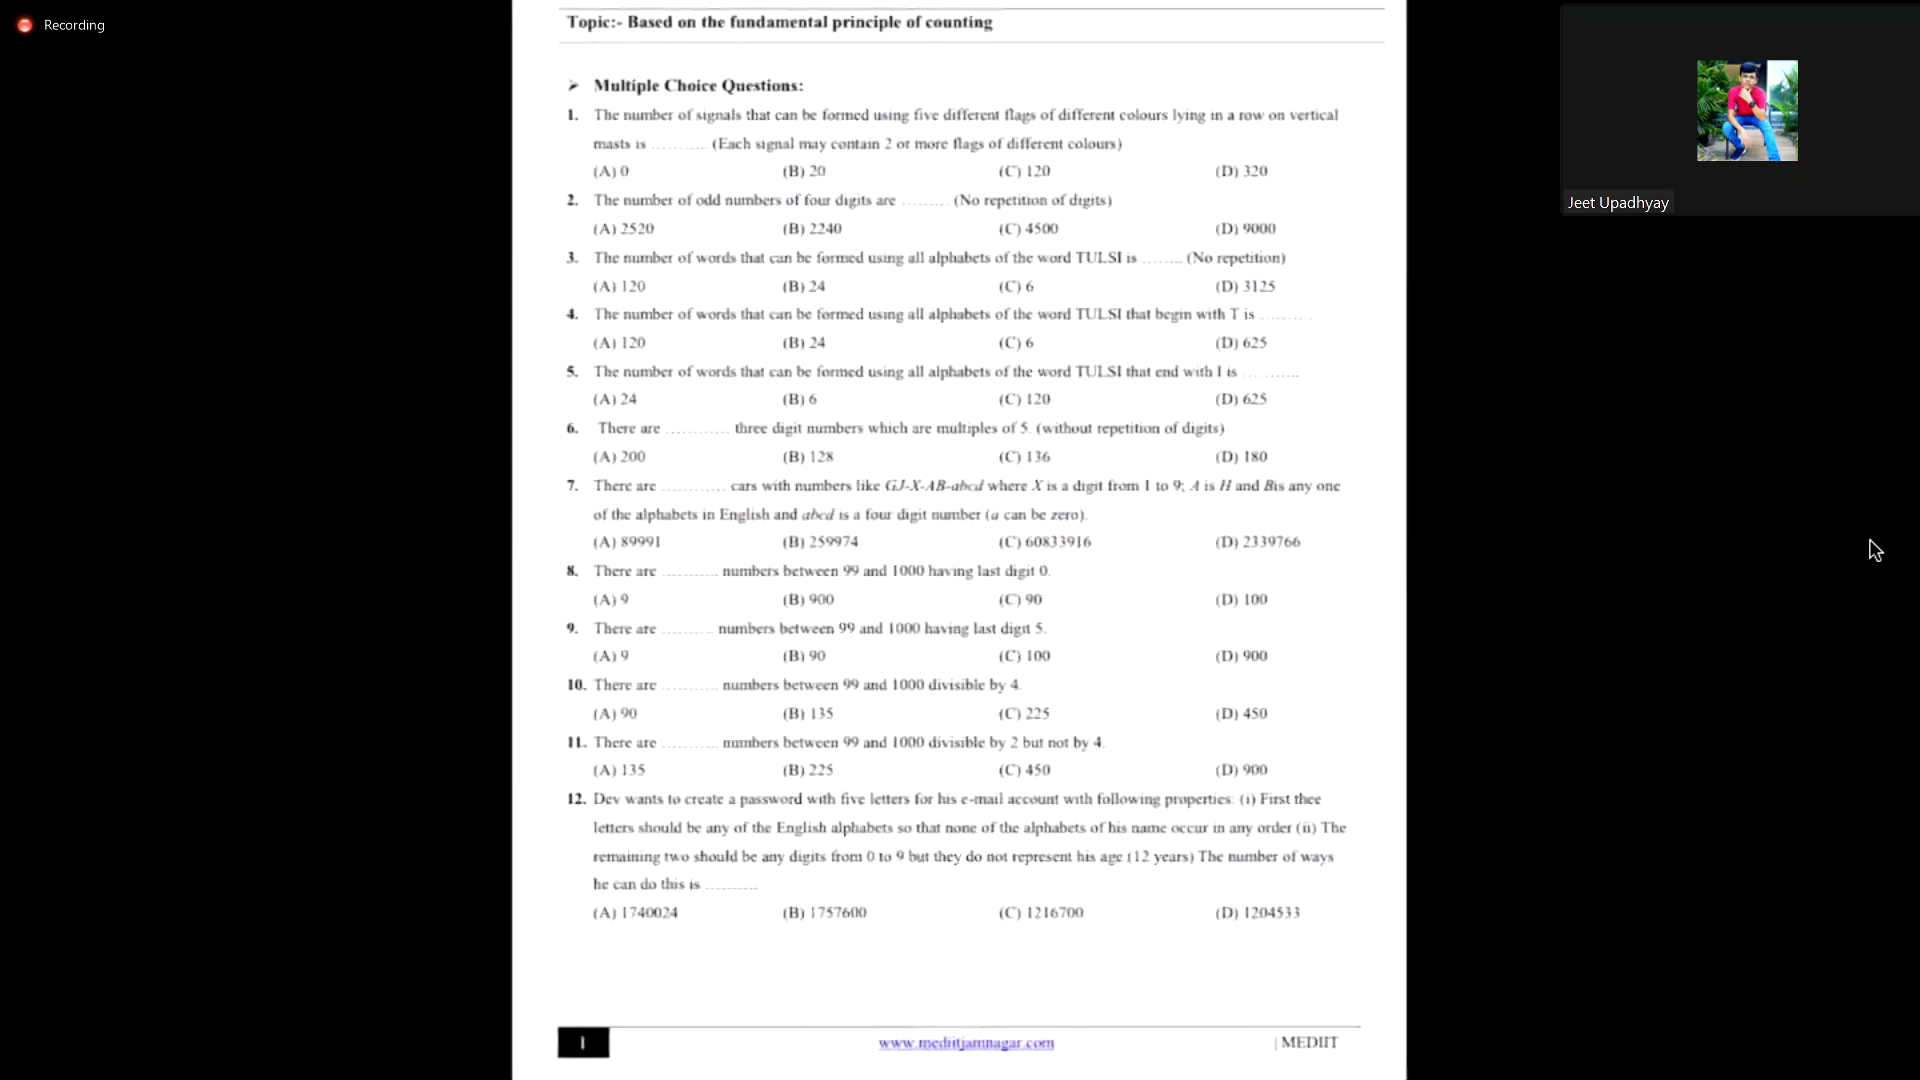 Recording
Topic:- Based on the fundamental principle of counting
➤ Multiple Choice Questions:
1. The number of signals that can be formed using five different flags of different colours lying in a row on vertical
masts is .......... (Each signal may contain 2 or more flags of different colours)
(A) 0 (B) 20 (C) 120 (D) 320
2. The number of odd numbers of four digits are ........ (No repetition of digits)
(A) 2520 (B) 2240 (C) 4500 (D) 9000
3. The number of words that can be formed using all alphabets of the word TULSI is ....... (No repetition)
(A) 120 (B) 24 (C) 6 (D) 3125
4. The number of words that can be formed using all alphabets of the word TULSI that begin with T is .........
(A) 120 (B) 24 (C) 6 (D) 625
5. The number of words that can be formed using all alphabets of the word TULSI that end with I is ..........
(A) 24 (B) 6 (C) 120 (D) 625
6. There are ........... three digit numbers which are multiples of 5. (without repetition of digits)
(A) 200 (B) 128 (C) 136 (D) 180
7. There are ........... cars with numbers like GJ-X-AB-abcd where X is a digit from 1 to 9; A is H and Bis any one
of the alphabets in English and abcd is a four digit number (a can be zero).
(A) 89991 (B) 259974 (C) 60833916 (D) 2339766
8. There are .......... numbers between 99 and 1000 having last digit 0.
(A) 9 (B) 900 (C) 90 (D) 100
9. There are ......... numbers between 99 and 1000 having last digit 5.
(A) 9 (B) 90 (C) 100 (D) 900
10. There are .......... numbers between 99 and 1000 divisible by 4.
(A) 90 (B) 135 (C) 225 (D) 450
11. There are .......... numbers between 99 and 1000 divisible by 2 but not by 4.
(A) 135 (B) 225 (C) 450 (D) 900
12. Dev wants to create a password with five letters for his e-mail account with following properties: (i) First thee
letters should be any of the English alphabets so that none of the alphabets of his name occur in any order (ii) The
remaining two should be any digits from 0 to 9 but they do not represent his age (12 years) The number of ways
he can do this is .........
(A) 1740024 (B) 1757600 (C) 1216700 (D) 1204533
1 www.mediitjamnagar.com | MEDIIT
Jeet Upadhyay